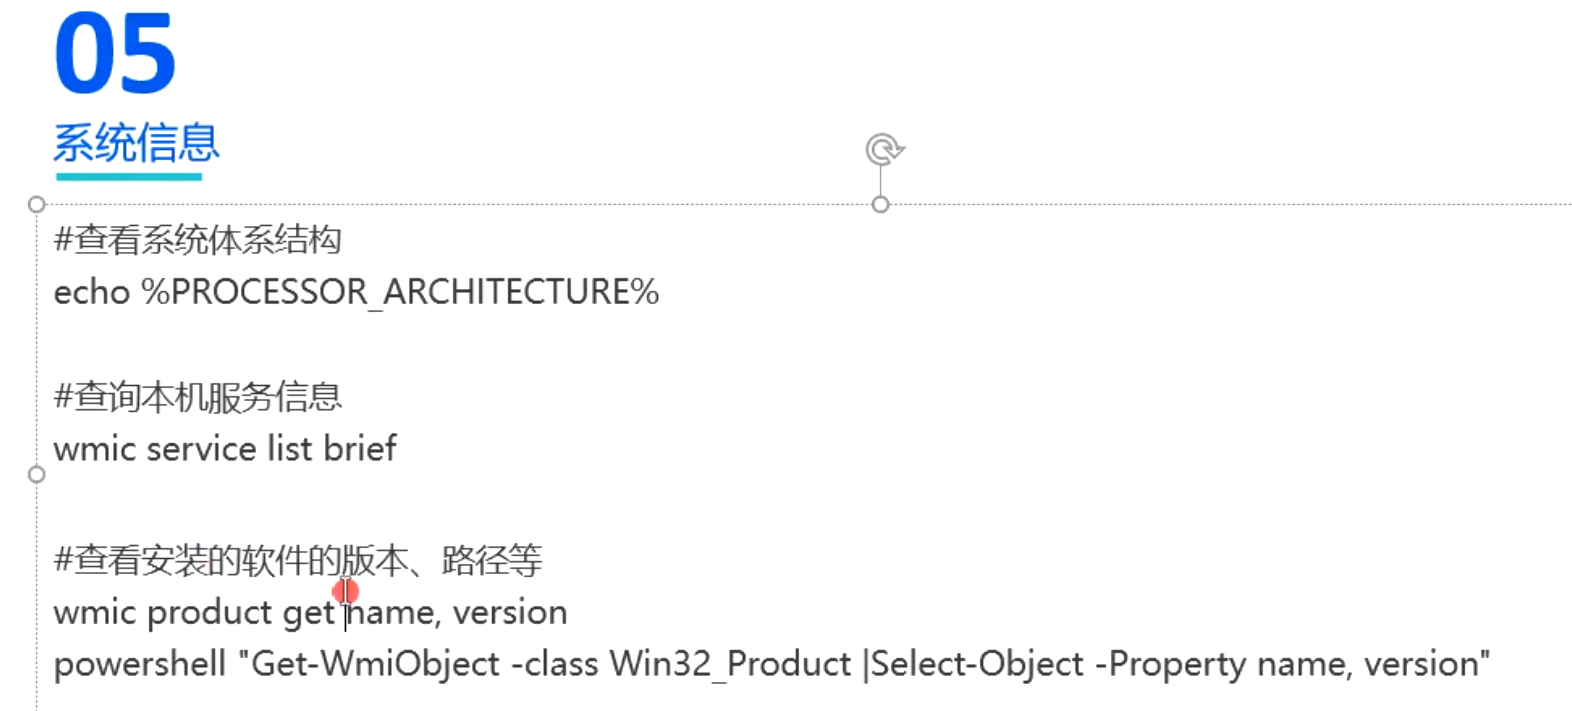 05
系统信息
#查看系统体系结构
echo %PROCESSOR_ARCHITECTURE%
#查询本机服务信息
wmic service list brief
#查看安装的软件的版本、路径等
wmic product get name, version
powershell "Get-WmiObject -class Win32_Product |Select-Object -Property name, version"